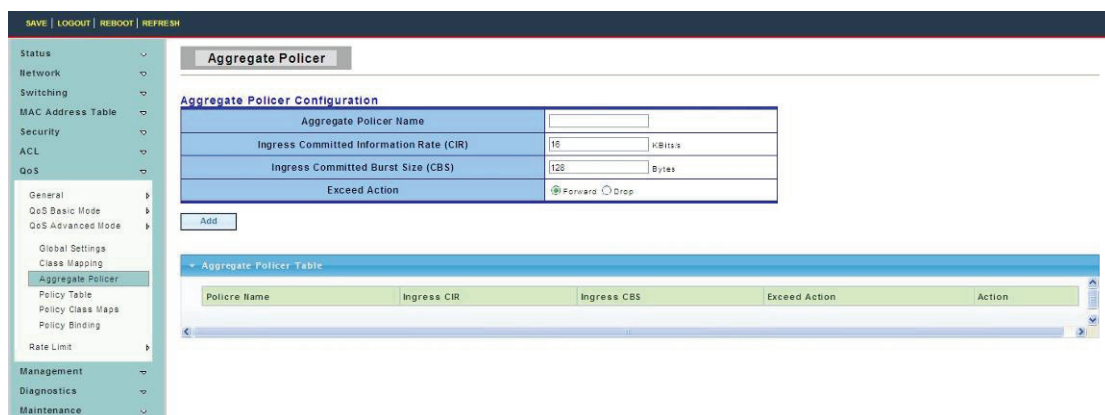 SAVE | LOGOUT | REBOOT | REFRESH
Status
Network
Switching
MAC Address Table
Security
ACL
QoS
General
QoS Basic Mode
QoS Advanced Mode
Global Settings
Class Mapping
Aggregate Policer
Policy Table
Policy Class Maps
Policy Binding
Rate Limit
Management
Diagnostics
Maintenance
Aggregate Policer
Aggregate Policer Configuration
Aggregate Policer Name
Ingress Committed Information Rate (CIR) 16 KBits/s
Ingress Committed Burst Size (CBS) 128 Bytes
Exceed Action Forward Drop
Add
Aggregate Policer Table
Policre Name Ingress CIR Ingress CBS Exceed Action Action